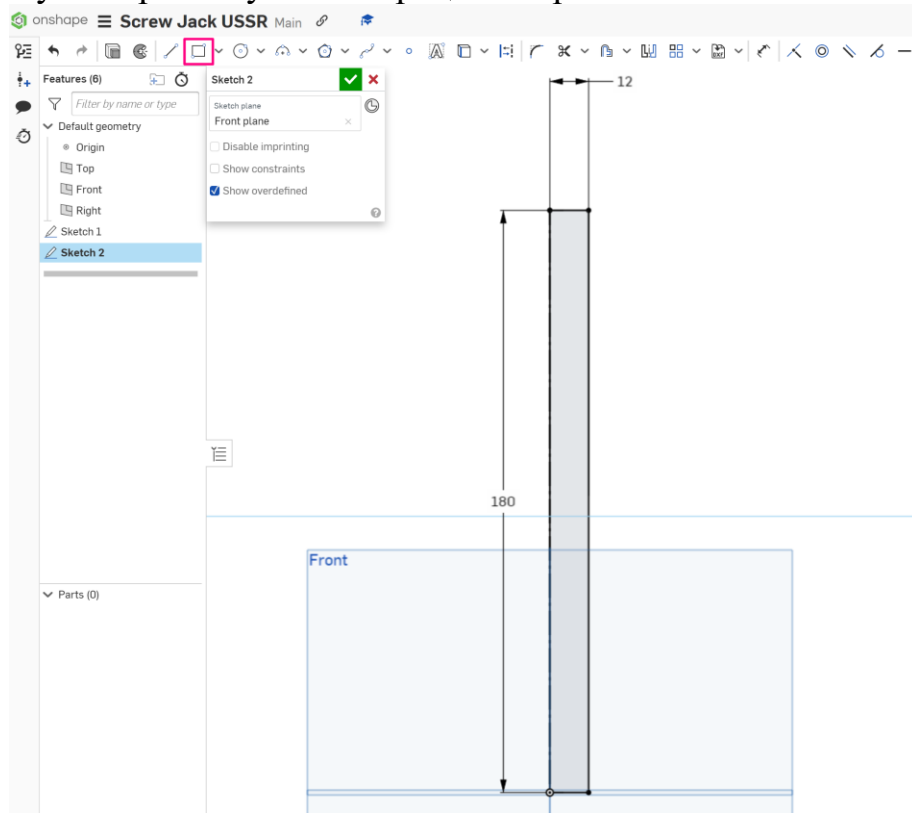 onshape Screw Jack USSR Main
Features (6)
Sketch 2
12
Filter by name or type
Sketch plane
Front plane
Default geometry
Origin
Disable imprinting
Top
Show constraints
Front
Show overdefined
Right
Sketch 1
Sketch 2
180
Front
Parts (0)